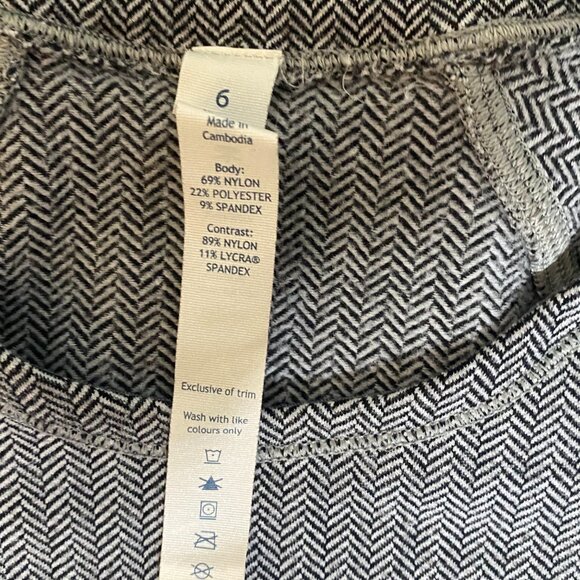 6
Made in
Cambodia
Body:
69% NYLON
22% POLYESTER
9% SPANDEX
Contrast:
89% NYLON
11% LYCRA®
SPANDEX
Exclusive of trim
Wash with like
colours only